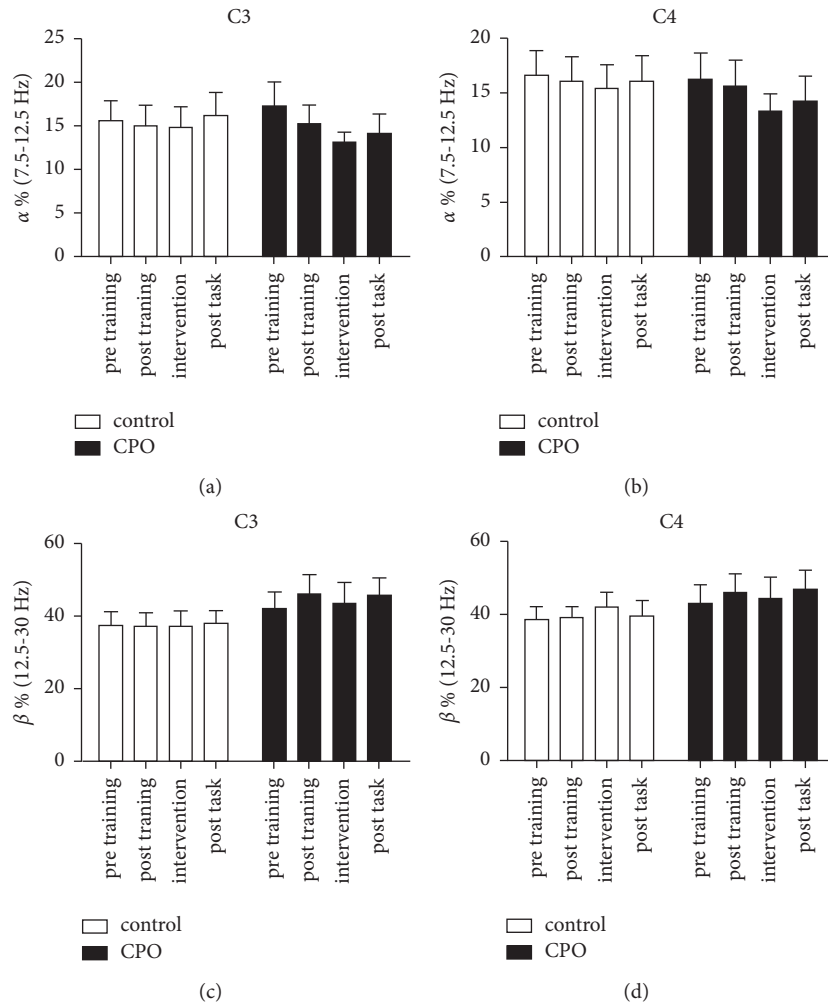 C3
α % (7.5-12.5 Hz)
25
20
15
10
5
0
pre training
post traning
intervention
post task
pre training
post traning
intervention
post task
control
CPO
(a)
C4
α % (7.5-12.5 Hz)
20
15
10
5
0
pre training
post traning
intervention
post task
pre training
post traning
intervention
post task
control
CPO
(b)
C3
β % (12.5-30 Hz)
60
40
20
0
pre training
post traning
intervention
post task
pre training
post traning
intervention
post task
control
CPO
(c)
C4
β % (12.5-30 Hz)
60
40
20
0
pre training
post traning
intervention
post task
pre training
post traning
intervention
post task
control
CPO
(d)